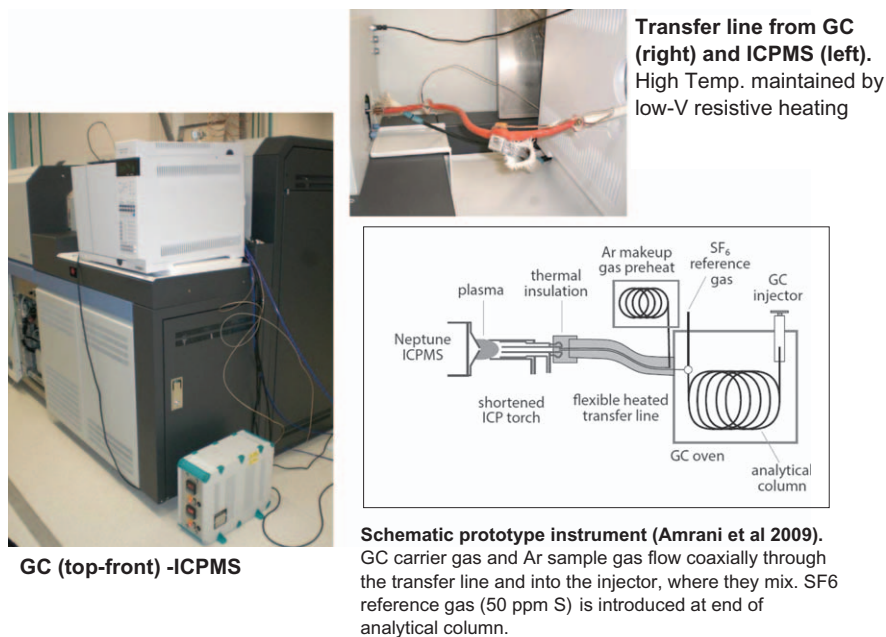 Transfer line from GC
(right) and ICPMS (left).
High Temp. maintained by
low-V resistive heating
Ar makeup
gas preheat
SF₆
reference
gas
GC
injector
thermal
insulation
plasma
Neptune
ICPMS
shortened
ICP torch
flexible heated
transfer line
GC oven
analytical
column
GC (top-front) -ICPMS
Schematic prototype instrument (Amrani et al 2009).
GC carrier gas and Ar sample gas flow coaxially through
the transfer line and into the injector, where they mix. SF6
reference gas (50 ppm S) is introduced at end of
analytical column.